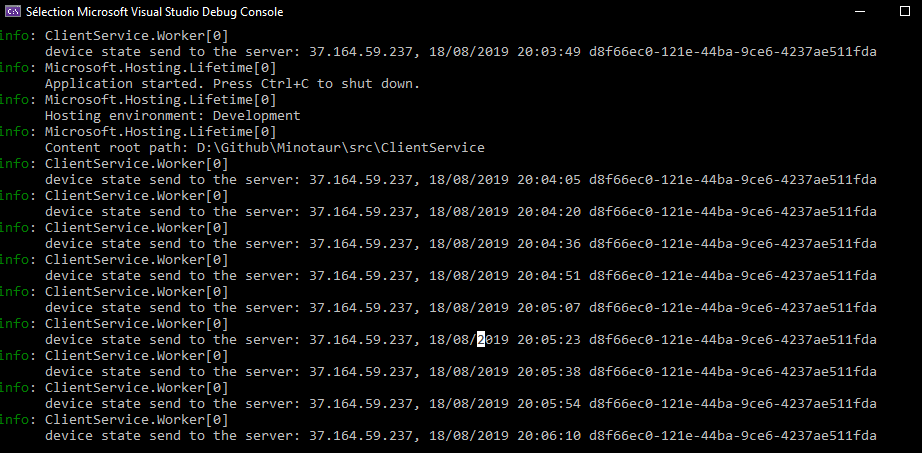 Sélection Microsoft Visual Studio Debug Console
info: ClientService.Worker[0]
device state send to the server: 37.164.59.237, 18/08/2019 20:03:49 d8f66ec0-121e-44ba-9ce6-4237ae511fda
info: Microsoft.Hosting.Lifetime[0]
Application started. Press Ctrl+C to shut down.
info: Microsoft.Hosting.Lifetime[0]
Hosting environment: Development
info: Microsoft.Hosting.Lifetime[0]
Content root path: D:\Github\Minotaur\src\ClientService
info: ClientService.Worker[0]
device state send to the server: 37.164.59.237, 18/08/2019 20:04:05 d8f66ec0-121e-44ba-9ce6-4237ae511fda
info: ClientService.Worker[0]
device state send to the server: 37.164.59.237, 18/08/2019 20:04:20 d8f66ec0-121e-44ba-9ce6-4237ae511fda
info: ClientService.Worker[0]
device state send to the server: 37.164.59.237, 18/08/2019 20:04:36 d8f66ec0-121e-44ba-9ce6-4237ae511fda
info: ClientService.Worker[0]
device state send to the server: 37.164.59.237, 18/08/2019 20:04:51 d8f66ec0-121e-44ba-9ce6-4237ae511fda
info: ClientService.Worker[0]
device state send to the server: 37.164.59.237, 18/08/2019 20:05:07 d8f66ec0-121e-44ba-9ce6-4237ae511fda
info: ClientService.Worker[0]
device state send to the server: 37.164.59.237, 18/08/2019 20:05:23 d8f66ec0-121e-44ba-9ce6-4237ae511fda
info: ClientService.Worker[0]
device state send to the server: 37.164.59.237, 18/08/2019 20:05:38 d8f66ec0-121e-44ba-9ce6-4237ae511fda
info: ClientService.Worker[0]
device state send to the server: 37.164.59.237, 18/08/2019 20:05:54 d8f66ec0-121e-44ba-9ce6-4237ae511fda
info: ClientService.Worker[0]
device state send to the server: 37.164.59.237, 18/08/2019 20:06:10 d8f66ec0-121e-44ba-9ce6-4237ae511fda